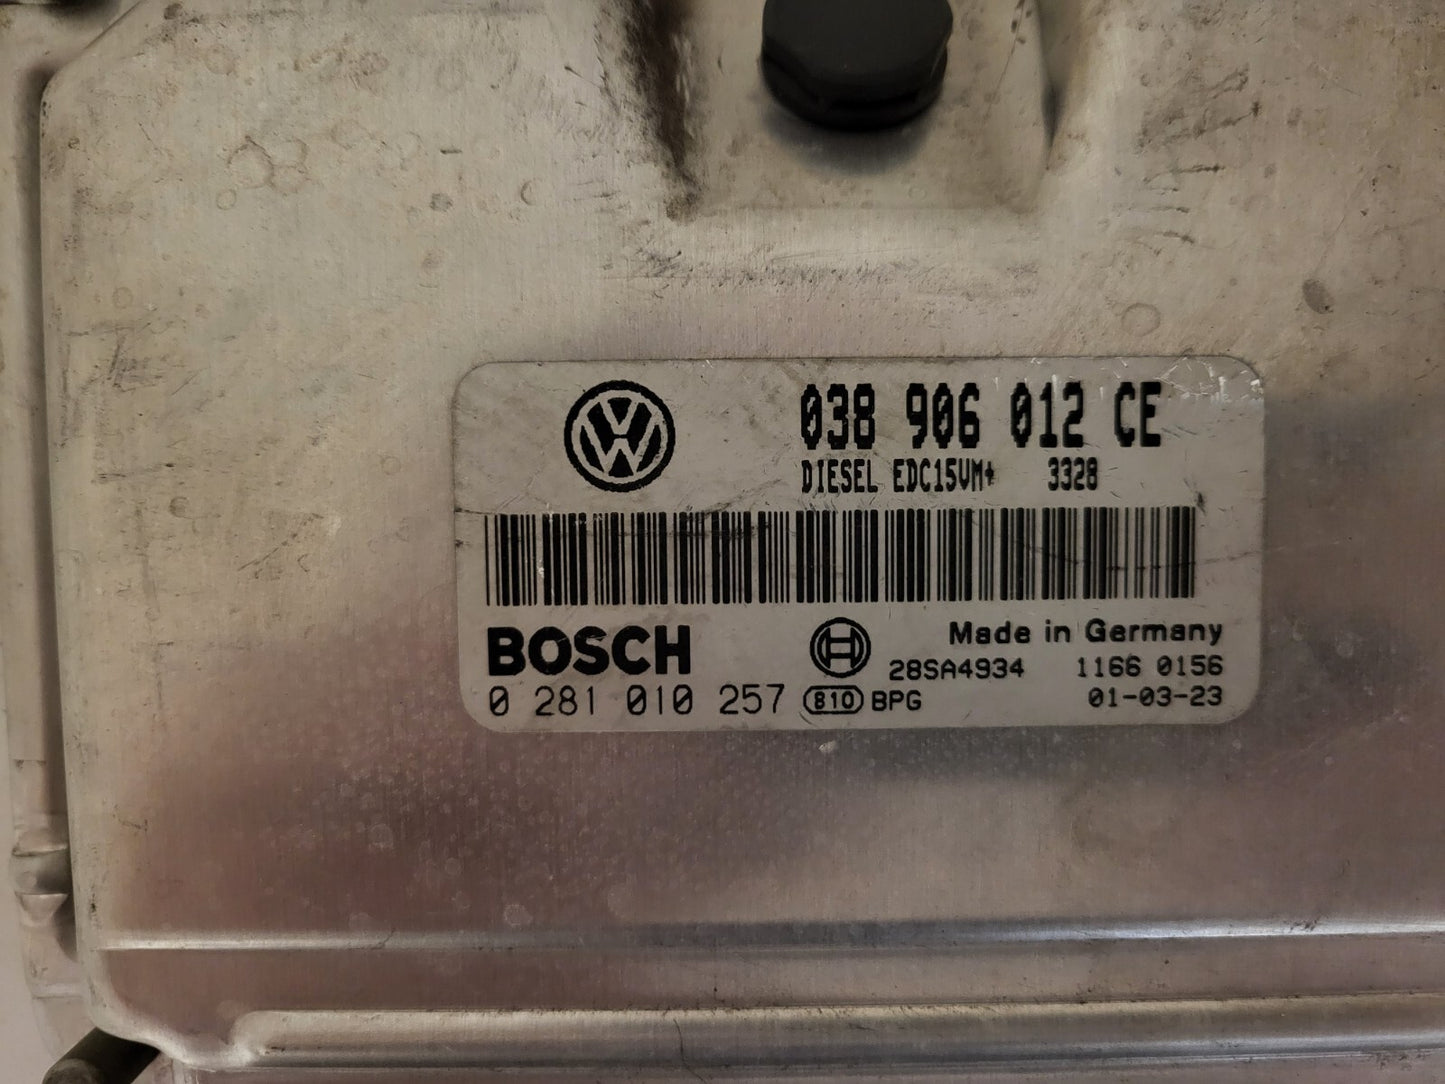 038 906 012 CE
DIESEL EDC15VM+ 3328
BOSCH
Made in Germany
28SA4934 1166 0156
0 281 010 257 810 BPG 01-03-23